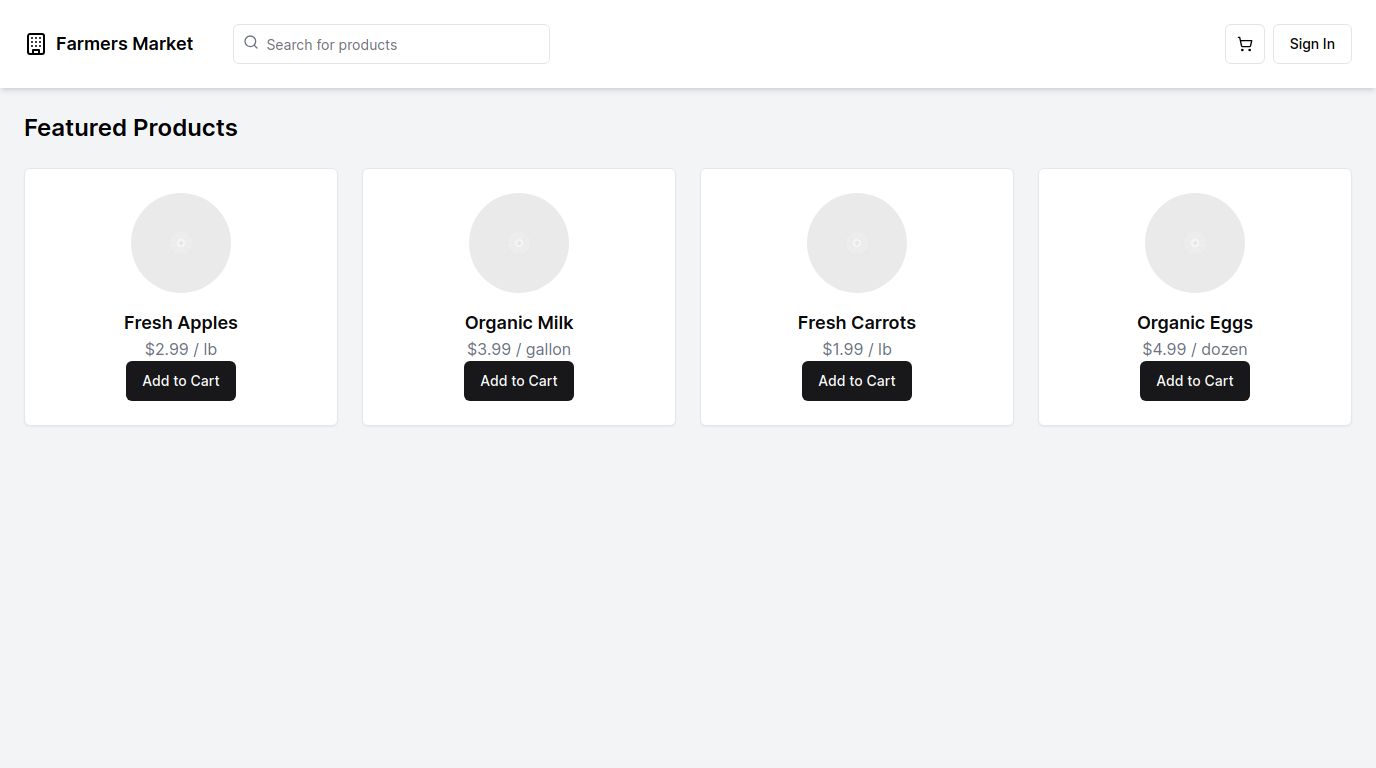 Farmers Market
Search for products
Sign In
Featured Products
Fresh Apples
$2.99 / lb
Add to Cart
Organic Milk
$3.99 / gallon
Add to Cart
Fresh Carrots
$1.99 / lb
Add to Cart
Organic Eggs
$4.99 / dozen
Add to Cart